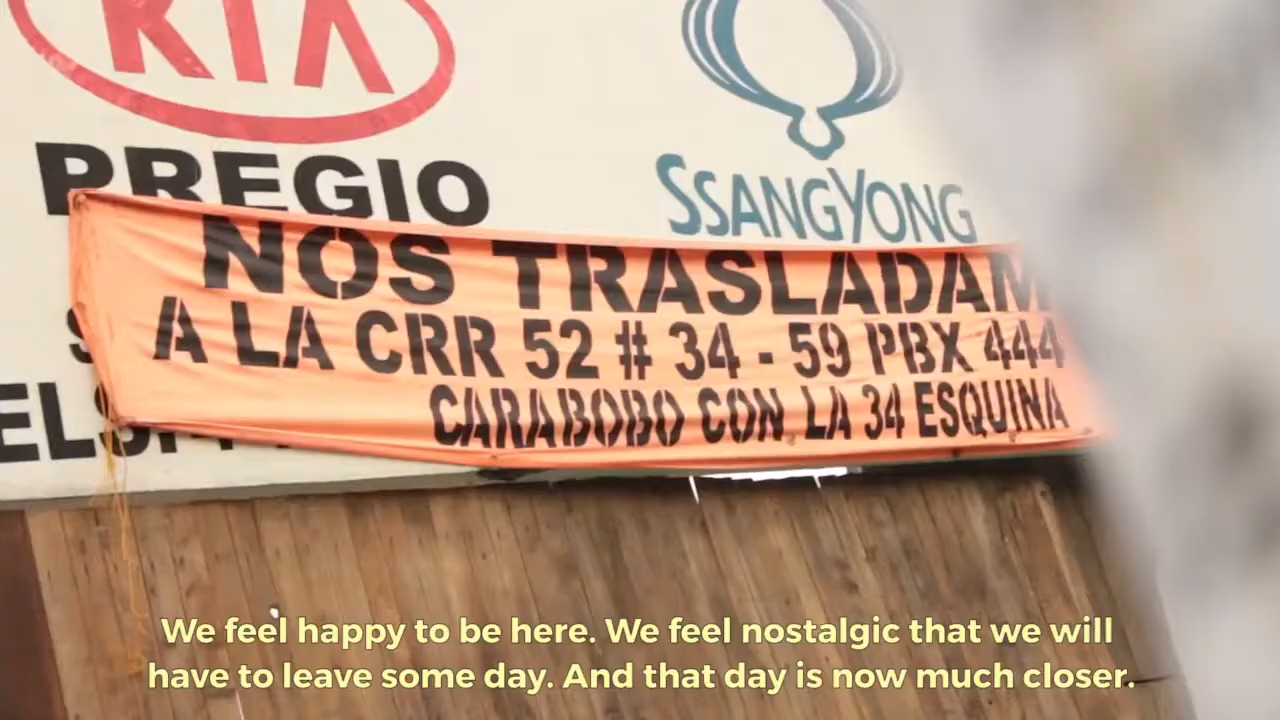 KIA
SSANGYONG
PREGIO
NOS TRASLADAM
A LA CRR 52 # 34 - 59 PBX 444
CARABOBO CON LA 34 ESQUINA
We feel happy to be here. We feel nostalgic that we will
have to leave some day. And that day is now much closer.